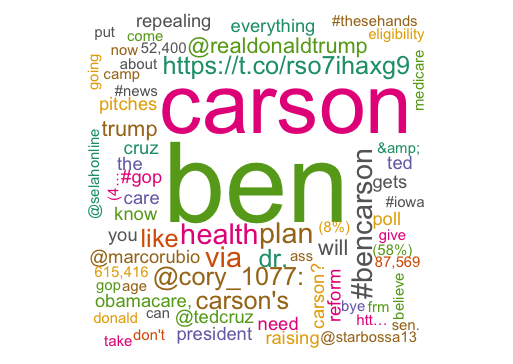 repealing
#thesehands
put
come
everything
eligibility
now
52,400
@realdonaldtrump
going
about
https://t.co/rso7ihaxg9
camp
medicare
#news
carson
pitches
trump
cruz
&amp;
@selahonline
the
ben
ted
(4…
#gop
#bencarson
gets
care
know
#iowa
you
like
health
plan
(8%)
poll
will
give
@marcorubio
via
dr.
ass
(58%)
615,416
@cory_1077:
carson?
reform
87,569
gop
age
believe
obamacare,
carson's
bye
frm
donald
can
@tedcruz
need
htt…
sen.
take
don't
president
raising
@starbossa13